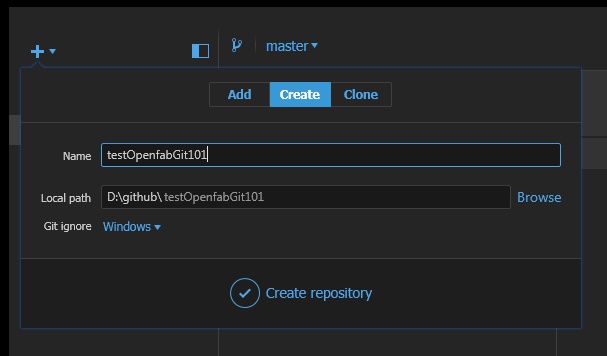 master
Add Create Clone
Name testOpenfabGit101
Local path D:\github\ testOpenfabGit101 Browse
Git ignore Windows
Create repository